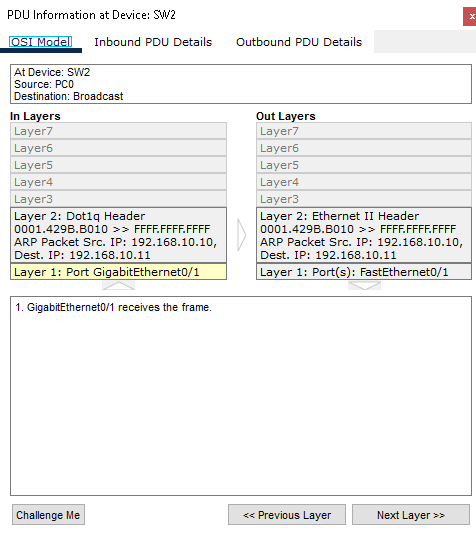 PDU Information at Device: SW2
x
OSI Model Inbound PDU Details Outbound PDU Details
At Device: SW2
Source: PC0
Destination: Broadcast
In Layers
Layer7
Layer6
Layer5
Layer4
Layer3
Layer 2: Dot1q Header
0001.429B.B010 >> FFFF.FFFF.FFFF
ARP Packet Src. IP: 192.168.10.10,
Dest. IP: 192.168.10.11
Layer 1: Port GigabitEthernet0/1
Out Layers
Layer7
Layer6
Layer5
Layer4
Layer3
Layer 2: Ethernet II Header
0001.429B.B010 >> FFFF.FFFF.FFFF
ARP Packet Src. IP: 192.168.10.10,
Dest. IP: 192.168.10.11
Layer 1: Port(s): FastEthernet0/1
1. GigabitEthernet0/1 receives the frame.
Challenge Me << Previous Layer Next Layer >>